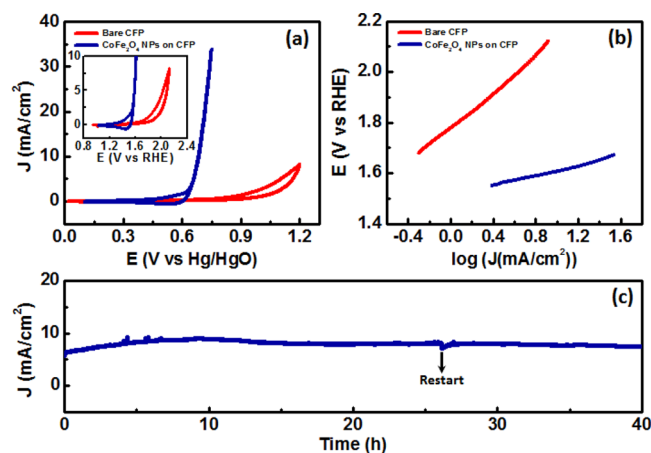 Bare CFP
CoFe₂O₄ NPs on CFP
(a)
J (mA/cm²)
40
30
20
10
0
0.0 0.3 0.6 0.9 1.2
E (V vs Hg/HgO)
10
5
0
0.8 1.2 1.6 2.0 2.4
E (V vs RHE)
Bare CFP
CoFe₂O₄ NPs on CFP
(b)
E (V vs RHE)
2.2
2.0
1.8
1.6
1.4
-0.4 0.0 0.4 0.8 1.2 1.6
log (J(mA/cm²))
(c)
J (mA/cm²)
20
10
0
Restart
0 10 20 30 40
Time (h)